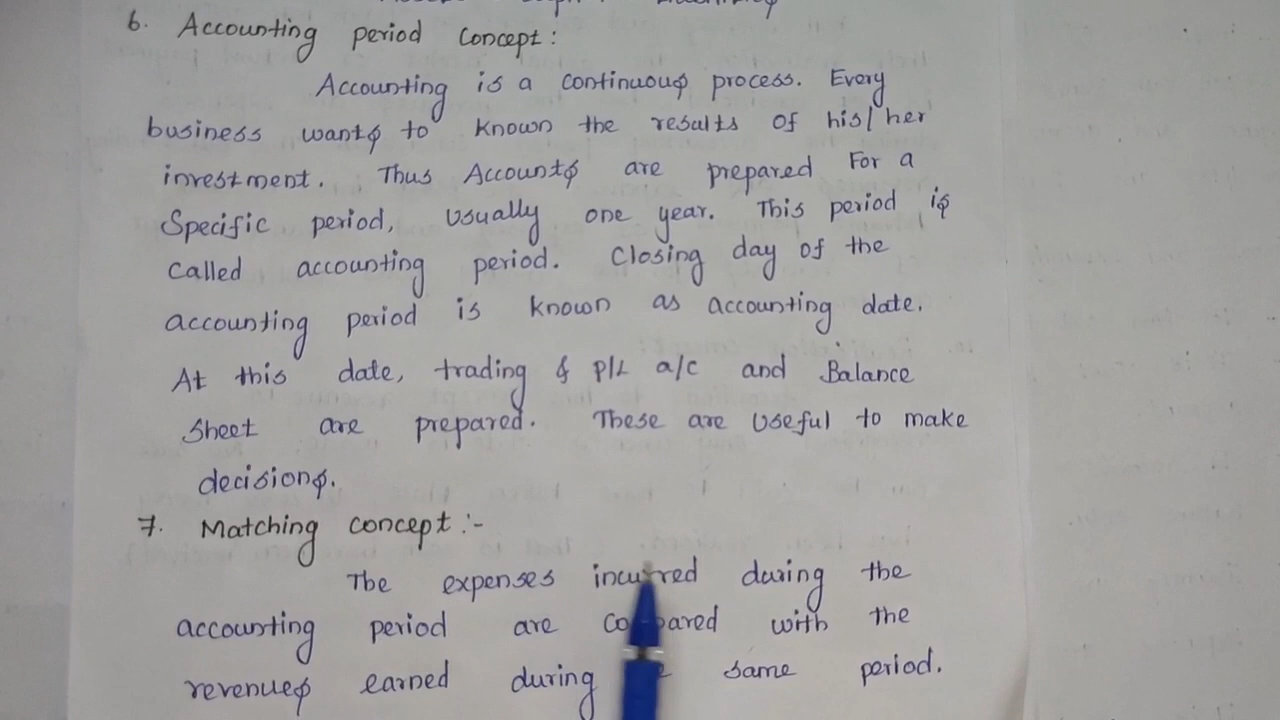 6. Accounting period concept:
Accounting is a continuous process. Every
business wants to known the results of his/her
investment. Thus Accounts are prepared For a
Specific period, usually one year. This period is
called accounting period. Closing day of the
accounting period is known as accounting date.
At this date, trading & P/L a/c and Balance
Sheet are prepared. These are useful to make
decisions.
7. Matching concept :-
The expenses incurred during the
accounting period are compared with the
revenues earned during same period.